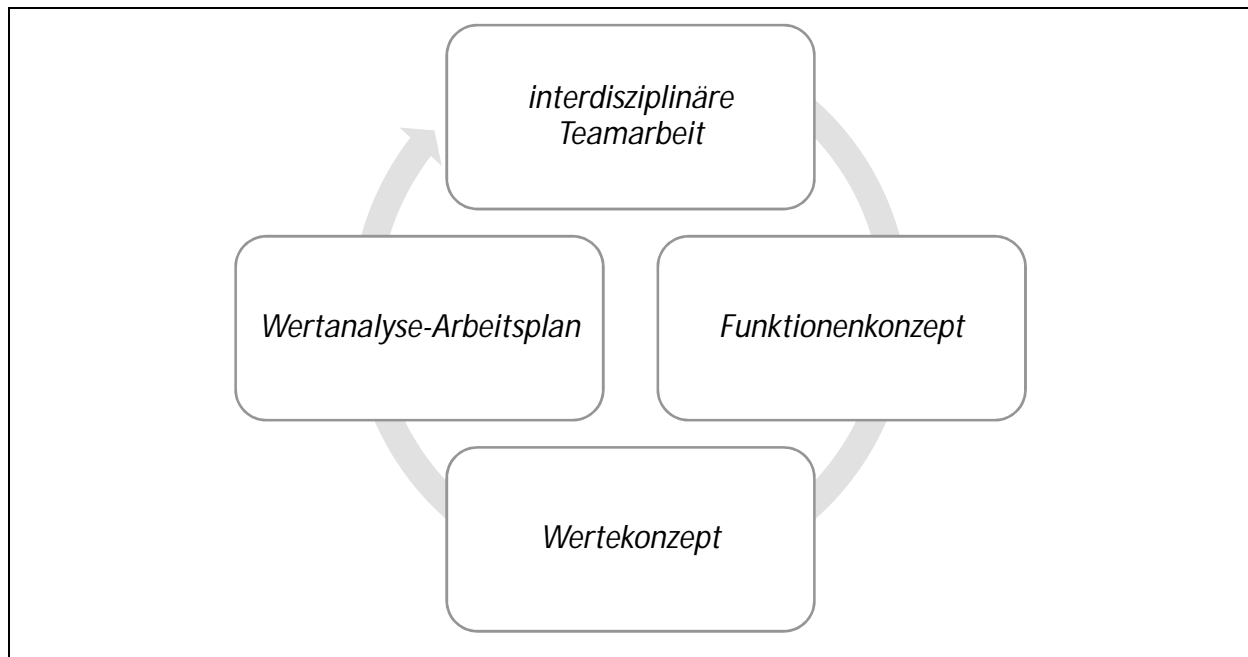 interdisziplinäre
Teamarbeit
Wertanalyse-Arbeitsplan
Funktionenkonzept
Wertekonzept